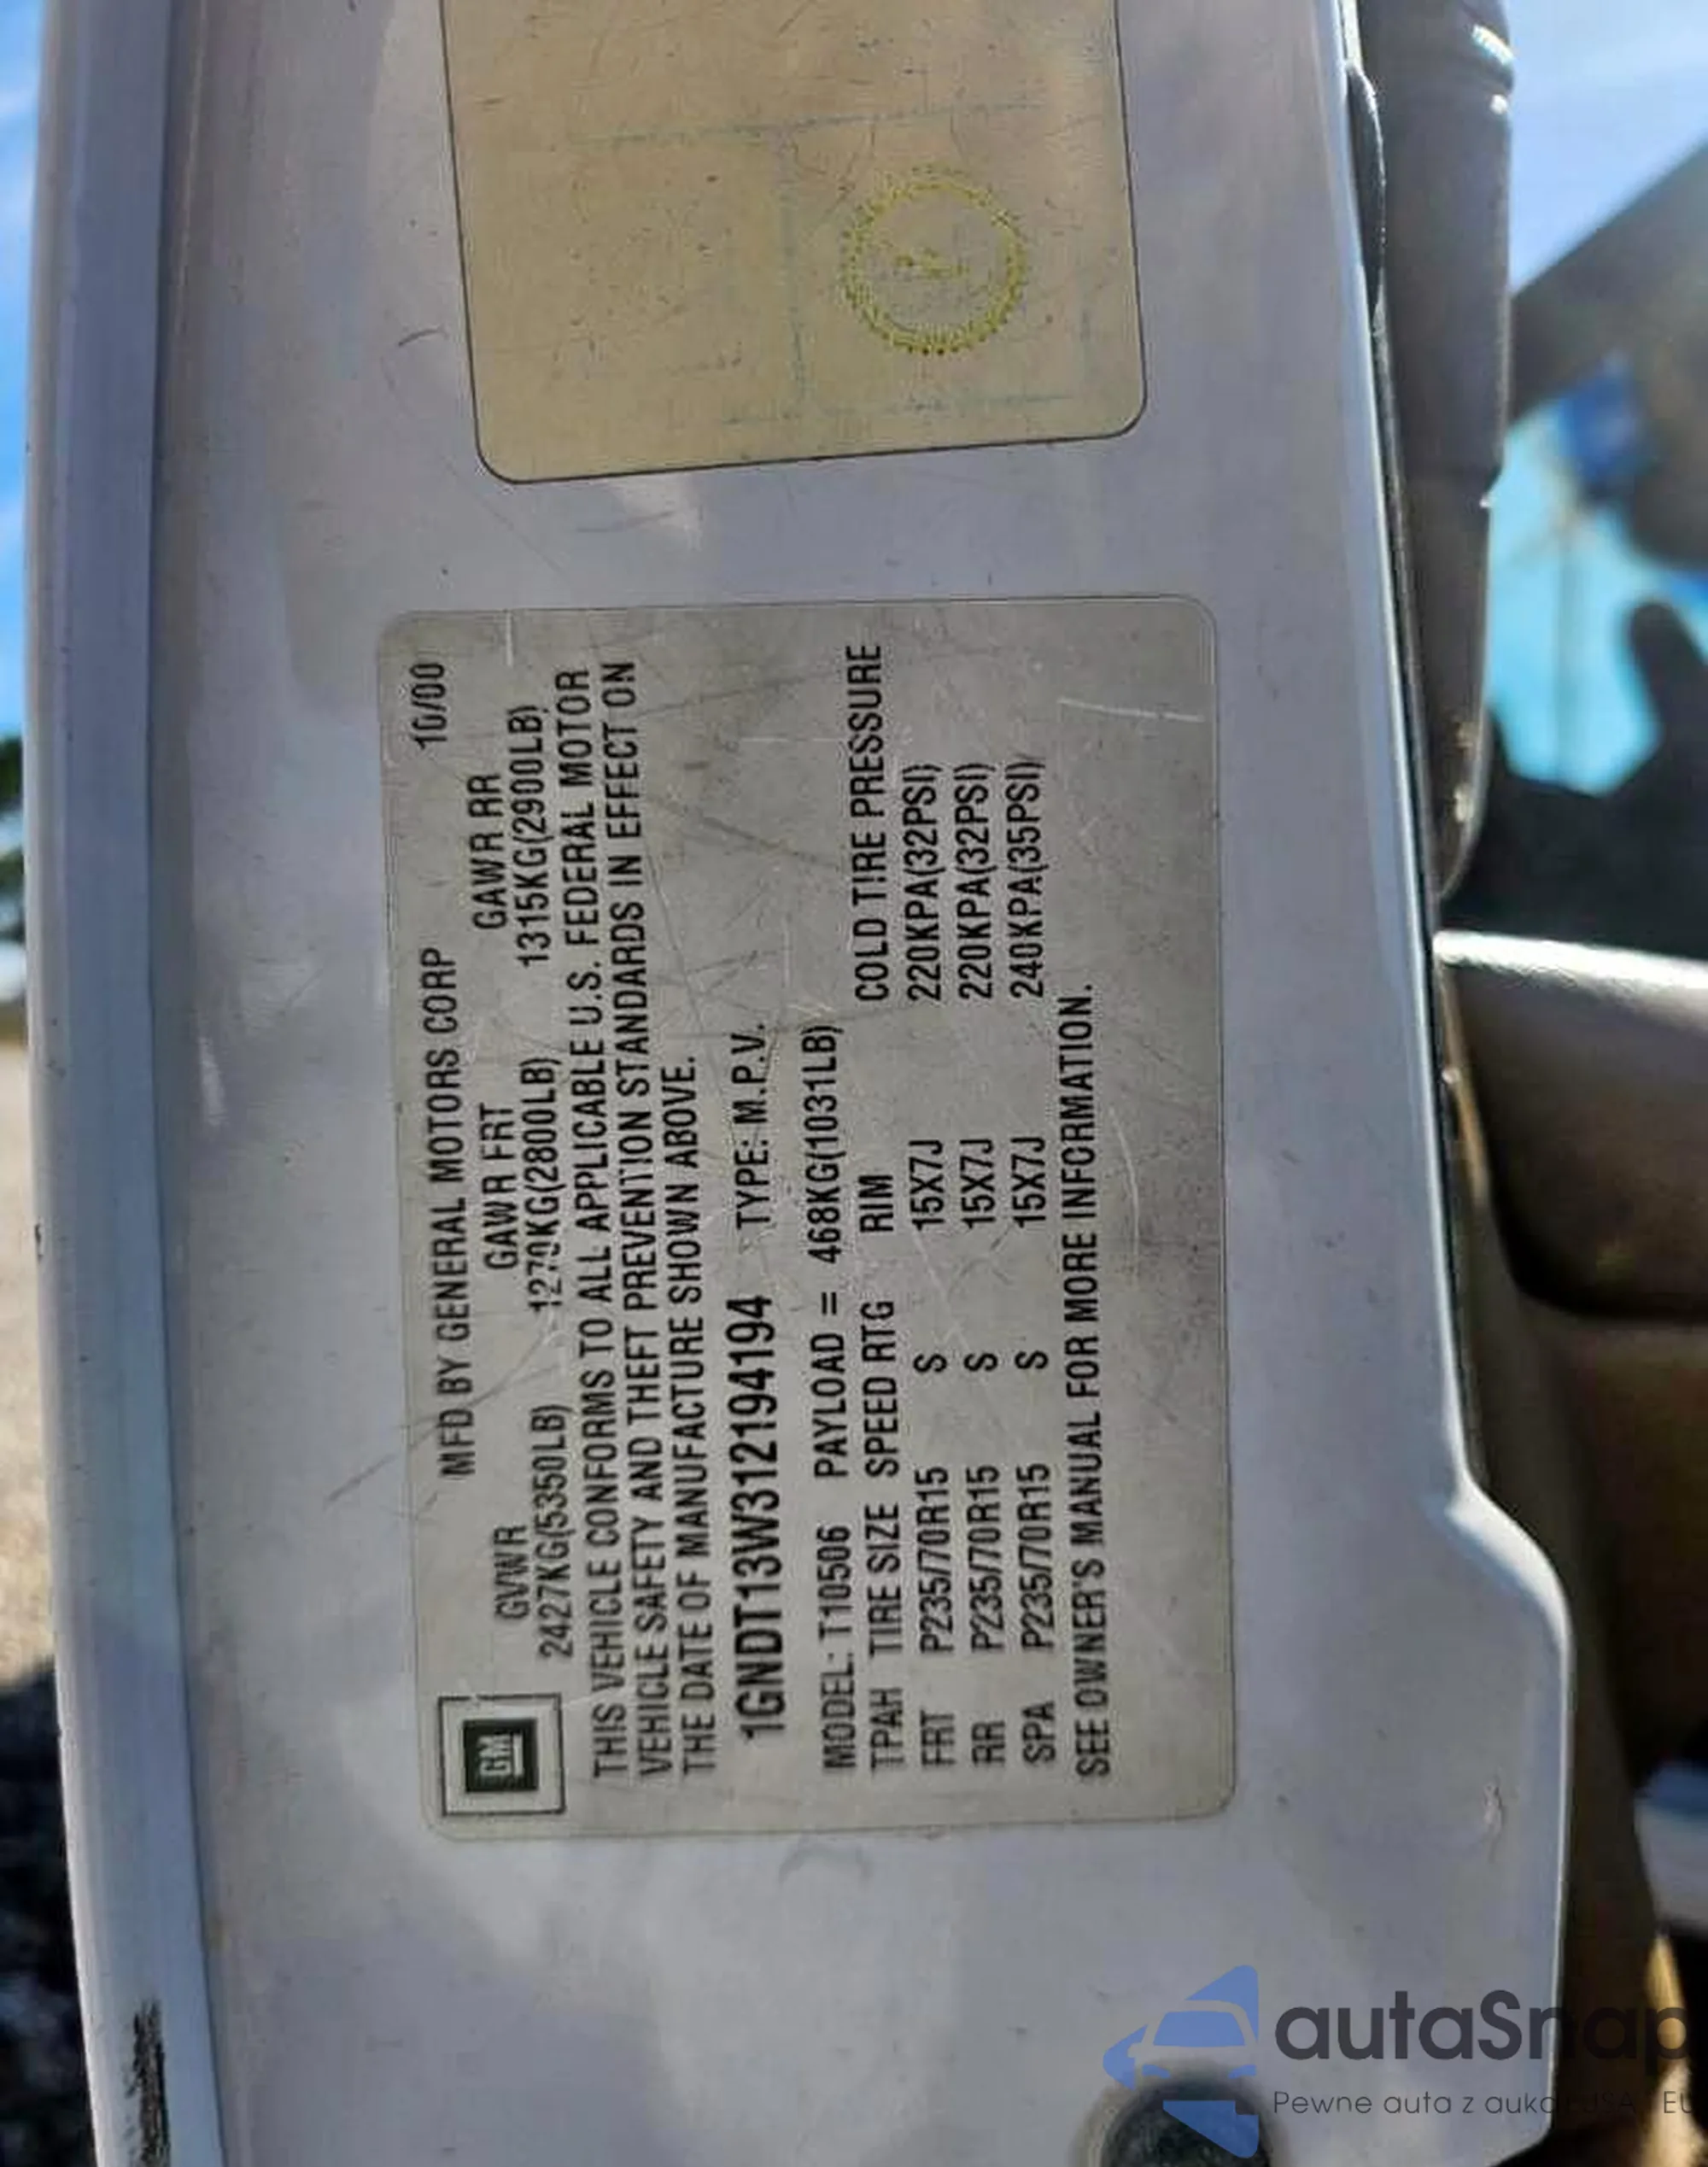 MFD BY GENERAL MOTORS CORP 10/00
GM
GVWR GAWR FRT GAWR RR
2427KG(5350LB) 1270KG(2800LB) 1315KG(2900LB)
THIS VEHICLE CONFORMS TO ALL APPLICABLE U.S. FEDERAL MOTOR
VEHICLE SAFETY AND THEFT PREVENTION STANDARDS IN EFFECT ON
THE DATE OF MANUFACTURE SHOWN ABOVE.
1GNDT13W312194194 TYPE: M.P.V.
MODEL: T10506 PAYLOAD = 468KG(1031LB)
TPAH TIRE SIZE SPEED RTG RIM COLD TIRE PRESSURE
FRT P235/70R15 S 15X7J 220KPA(32PSI)
RR P235/70R15 S 15X7J 220KPA(32PSI)
SPA P235/70R15 S 15X7J 240KPA(35PSI)
SEE OWNER'S MANUAL FOR MORE INFORMATION.
autaSnap
Pewne auta z USA EU